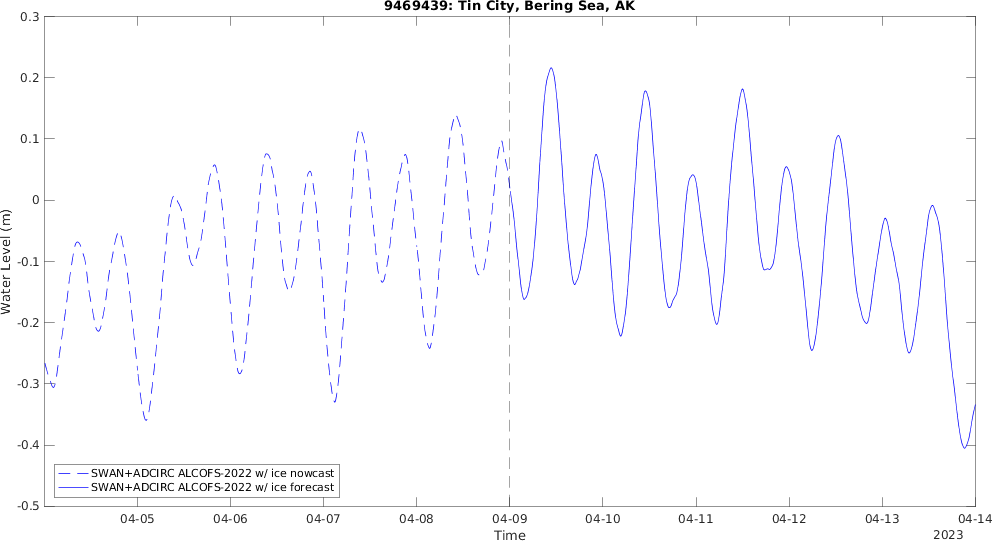 9469439: Tin City, Bering Sea, AK
0.3
0.2
0.1
0
-0.1
-0.2
-0.3
-0.4
-0.5
Water Level (m)
SWAN+ADCIRC ALCOFS-2022 w/ ice nowcast
SWAN+ADCIRC ALCOFS-2022 w/ ice forecast
04-05 04-06 04-07 04-08 04-09 04-10 04-11 04-12 04-13 04-14
Time
2023